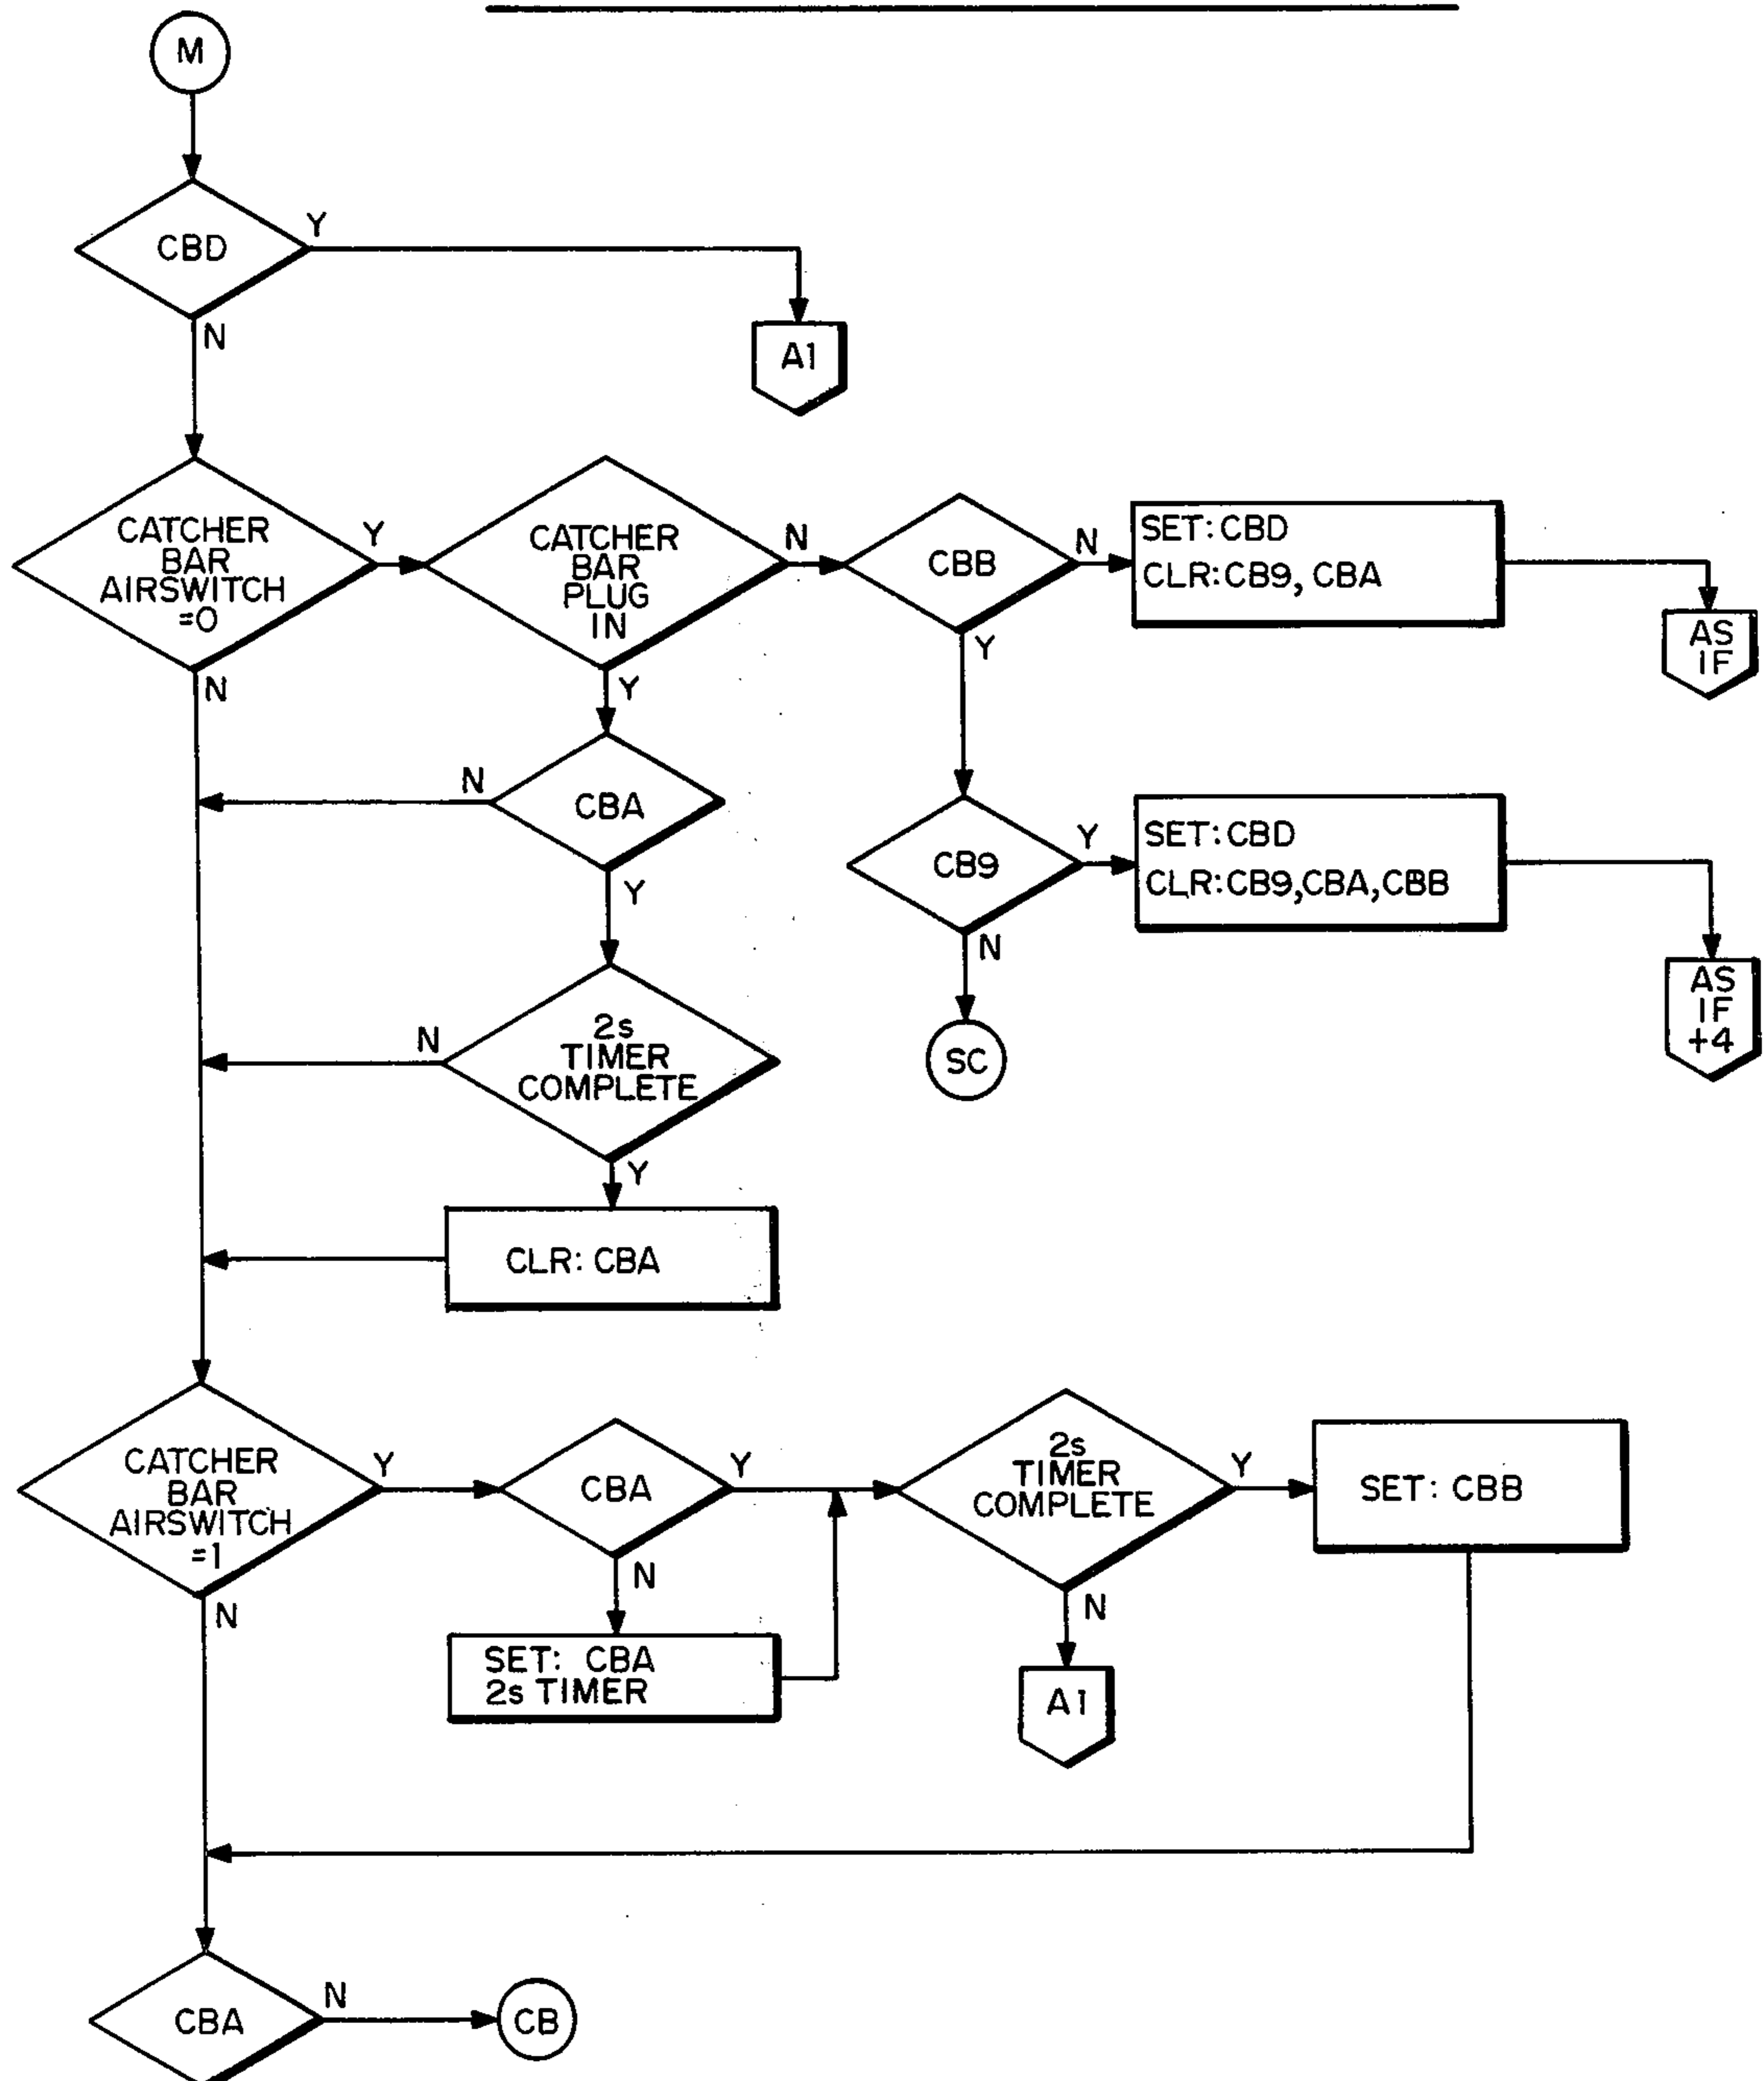 M
CBD
Y
N
A1
CATCHER
BAR
AIRSWITCH
=0
Y
N
CATCHER
BAR
PLUG
IN
N
Y
CBB
N
Y
SET: CBD
CLR: CB9, CBA
AS
1F
CBA
N
Y
CB9
Y
N
SET: CBD
CLR: CB9, CBA, CBB
AS
1F
+4
SC
2s
TIMER
COMPLETE
N
Y
CLR: CBA
CATCHER
BAR
AIRSWITCH
=1
Y
N
CBA
Y
N
SET: CBA
2s TIMER
2s
TIMER
COMPLETE
Y
N
SET: CBB
A1
CBA
N
CB